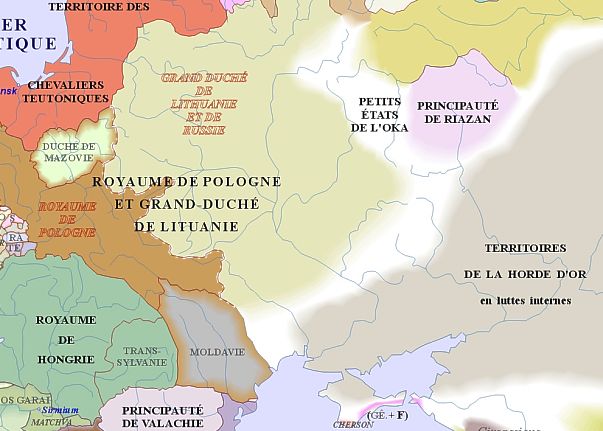 TERRITOIRE DES
ER
TIQUE
CHEVALIERS
TEUTONIQUES
nsk
GRAND DUCHÉ
DE
LITHUANIE
ET DE
RUSSIE
PETITS
ÉTATS
DE L'OKA
PRINCIPAUTÉ
DE RIAZAN
DUCHE DE
MAZOVIE
ROYAUME DE POLOGNE
ET GRAND-DUCHÉ
DE LITUANIE
ROYAUME
DE
POLOGNE
RA
TE
TERRITOIRES
DE LA HORDE D'OR
en luttes internes
ROYAUME
DE
HONGRIE
TRANS-
SYLVANIE
MOLDAVIE
OS GARAI
Sirmium
MATCHVA
PRINCIPAUTÉ
DE VALACHIE
(GÊ.+ F)
CHERSON